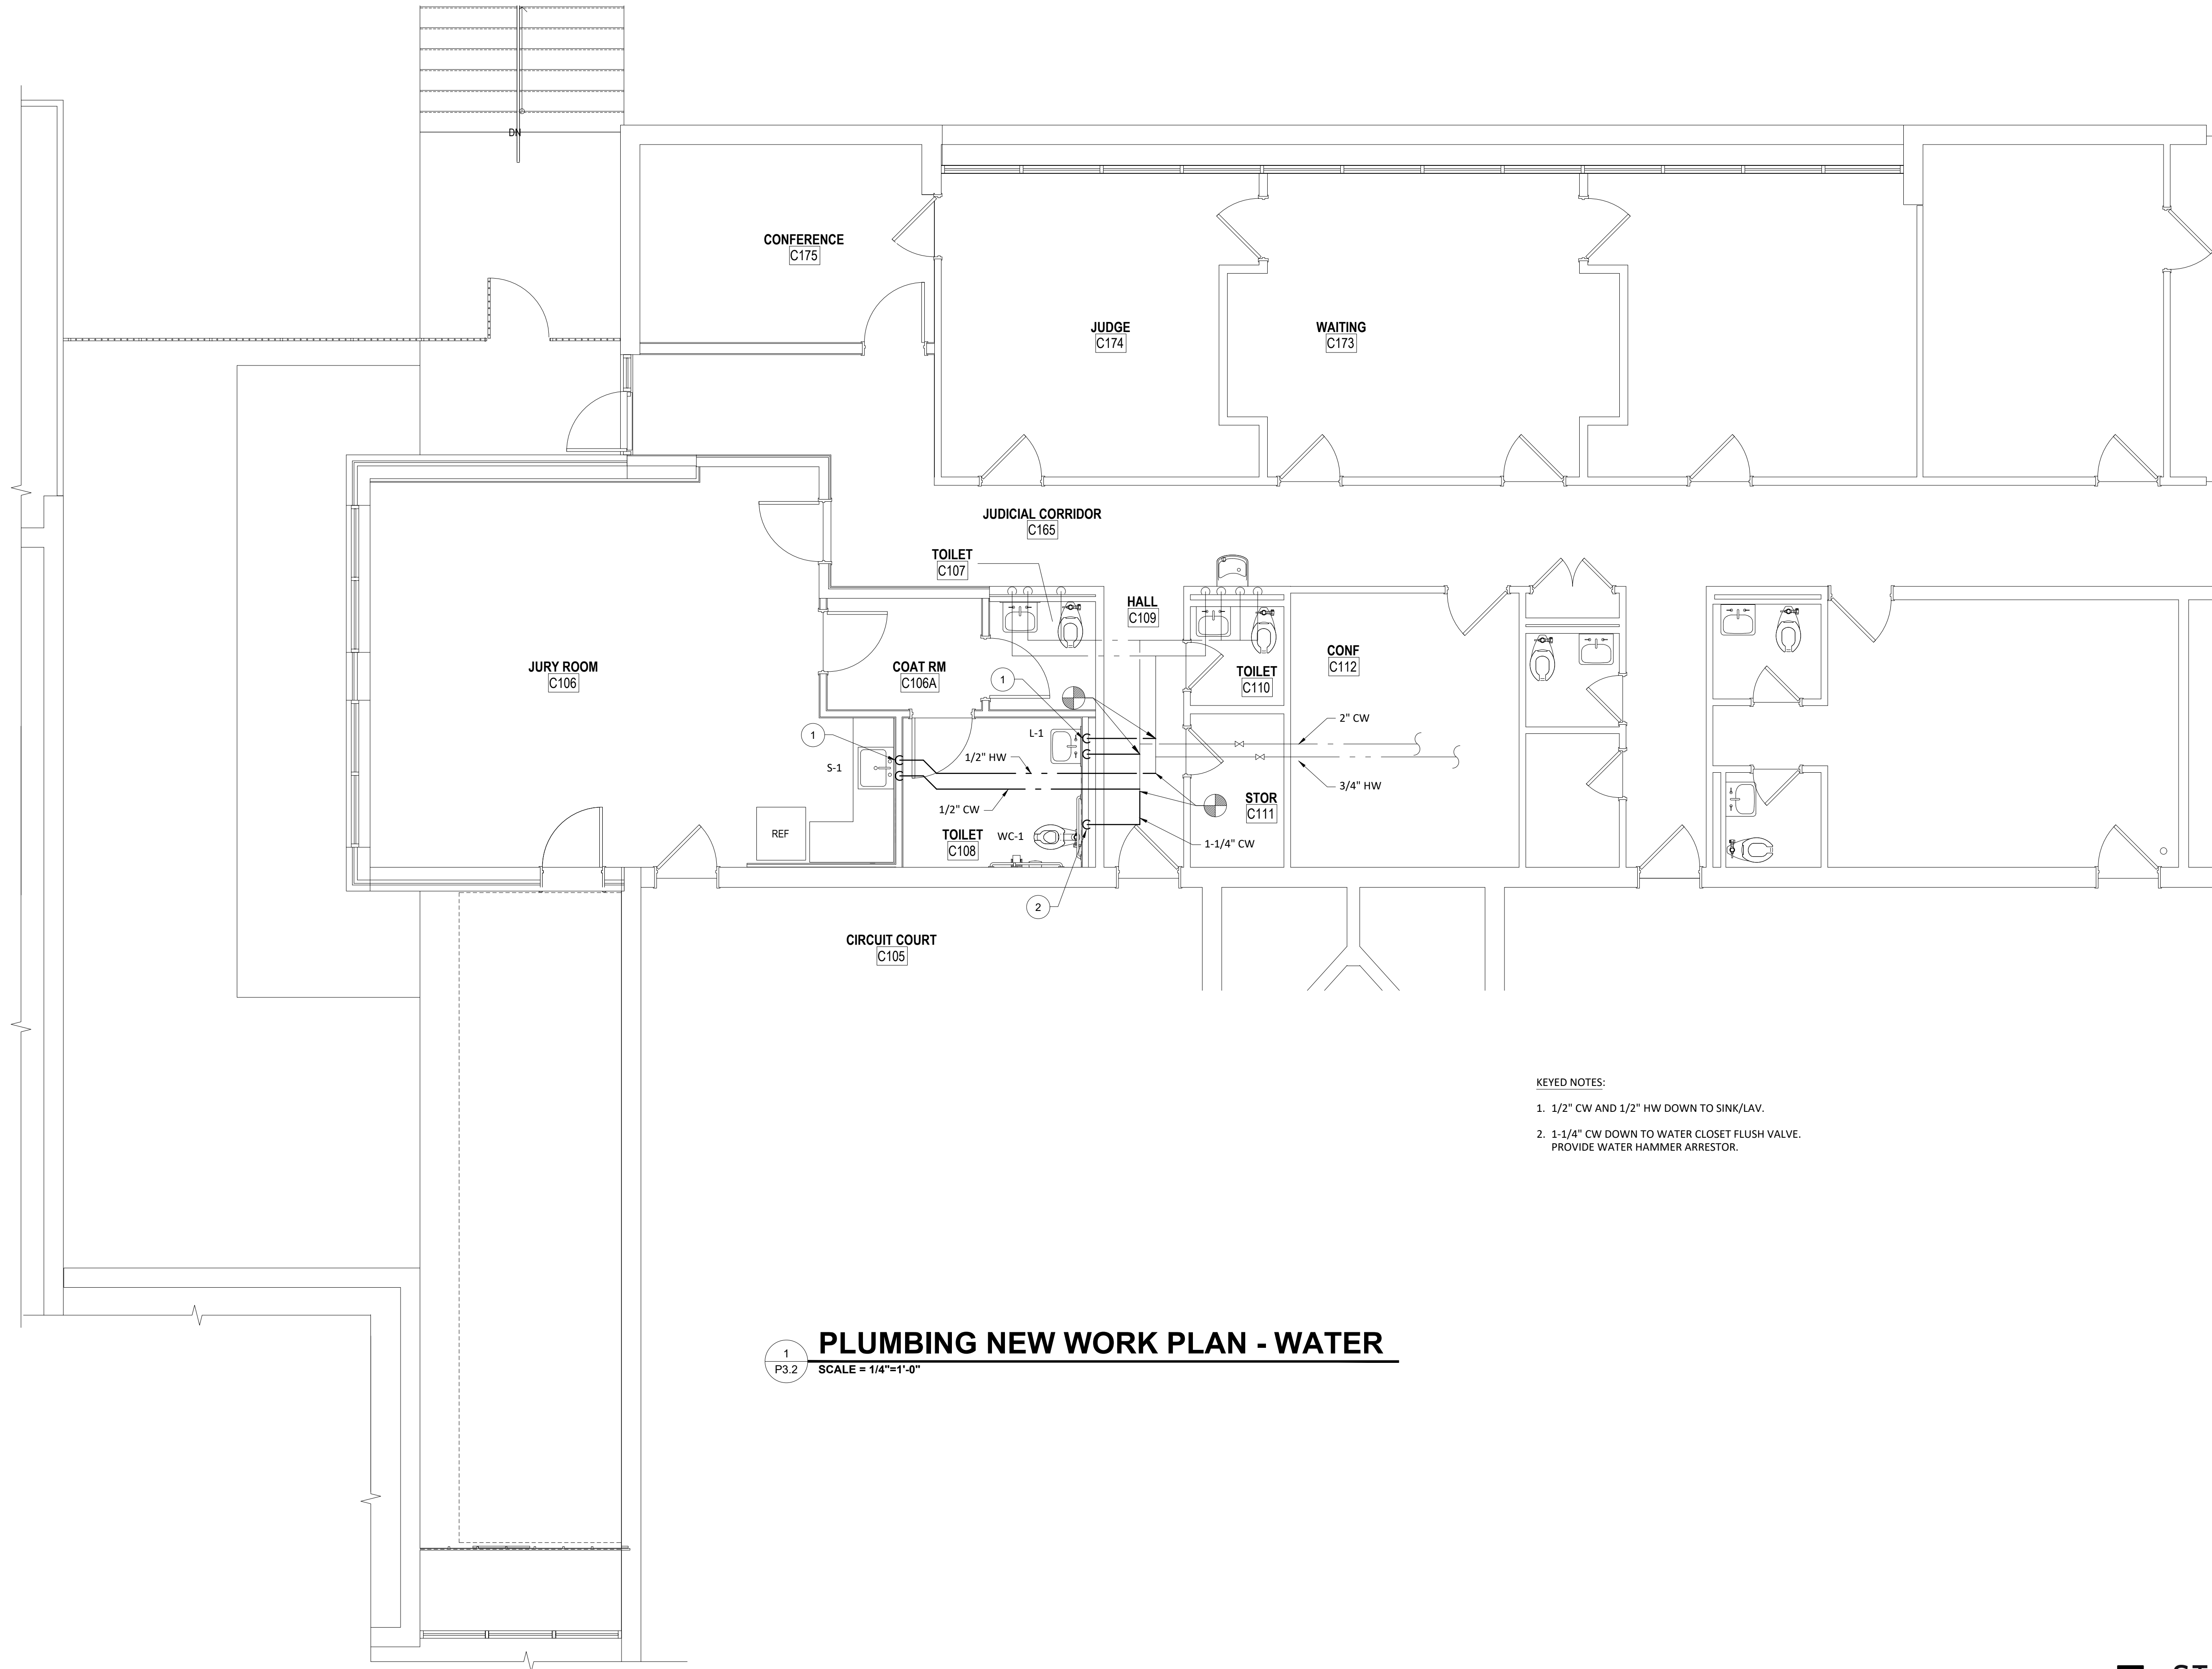 DN
CONFERENCE
C175
JUDGE
C174
WAITING
C173
JUDICIAL CORRIDOR
C165
TOILET
C107
HALL
C109
JURY ROOM
C106
COAT RM
C106A
1
TOILET
C110
CONF
C112
1
S-1
L-1
1/2" HW
2" CW
3/4" HW
1/2" CW
STOR
C111
REF
TOILET
C108
WC-1
1-1/4" CW
2
CIRCUIT COURT
C105
KEYED NOTES:
1. 1/2" CW AND 1/2" HW DOWN TO SINK/LAV.
2. 1-1/4" CW DOWN TO WATER CLOSET FLUSH VALVE.
PROVIDE WATER HAMMER ARRESTOR.
1
P3.2
PLUMBING NEW WORK PLAN - WATER
SCALE = 1/4"=1'-0"